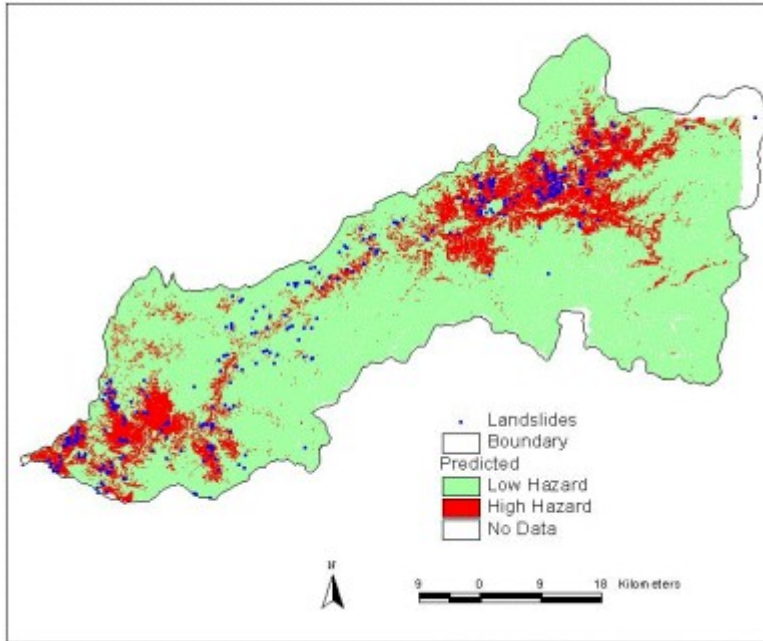 Landslides
Boundary
Predicted
Low Hazard
High Hazard
No Data
N
9 0 9 18 Kilometers